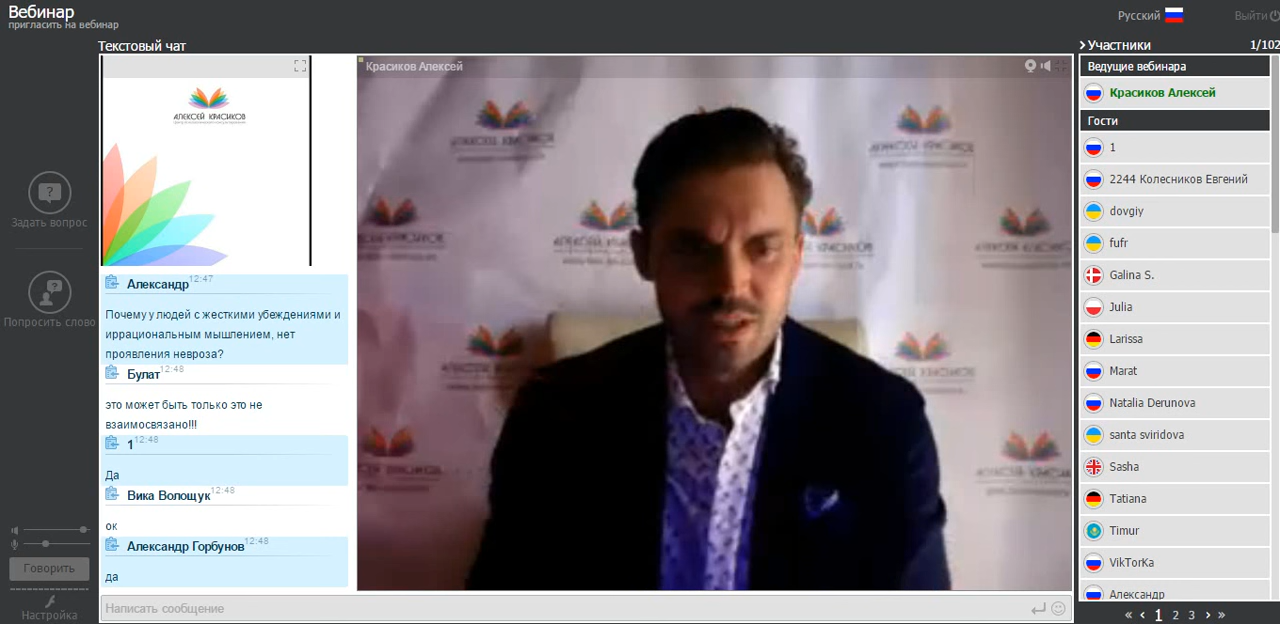 Вебинар
пригласить на вебинар
Русский
Выйти
Текстовый чат
Участники
1/102
Задать вопрос
Попросить слово
Говорить
Настройка
АЛЕКСЕЙ КРАСИКОВ
Александр 12:47
Почему у людей с жесткими убеждениями и
иррациональным мышлением, нет
проявления невроза?
Булат 12:48
это может быть только это не
взаимосвязано!!!
1 12:48
Да
Вика Волощук 12:48
ок
Александр Горбунов 12:48
да
Написать сообщение
Красиков Алексей
Ведущие вебинара
Красиков Алексей
Гости
1
2244 Колесников Евгений
dovgiy
fufr
Galina S.
Julia
Larissa
Marat
Natalia Derunova
santa sviridova
Sasha
Tatiana
Timur
VikTorKa
Александр
« ‹ 1 2 3 › »